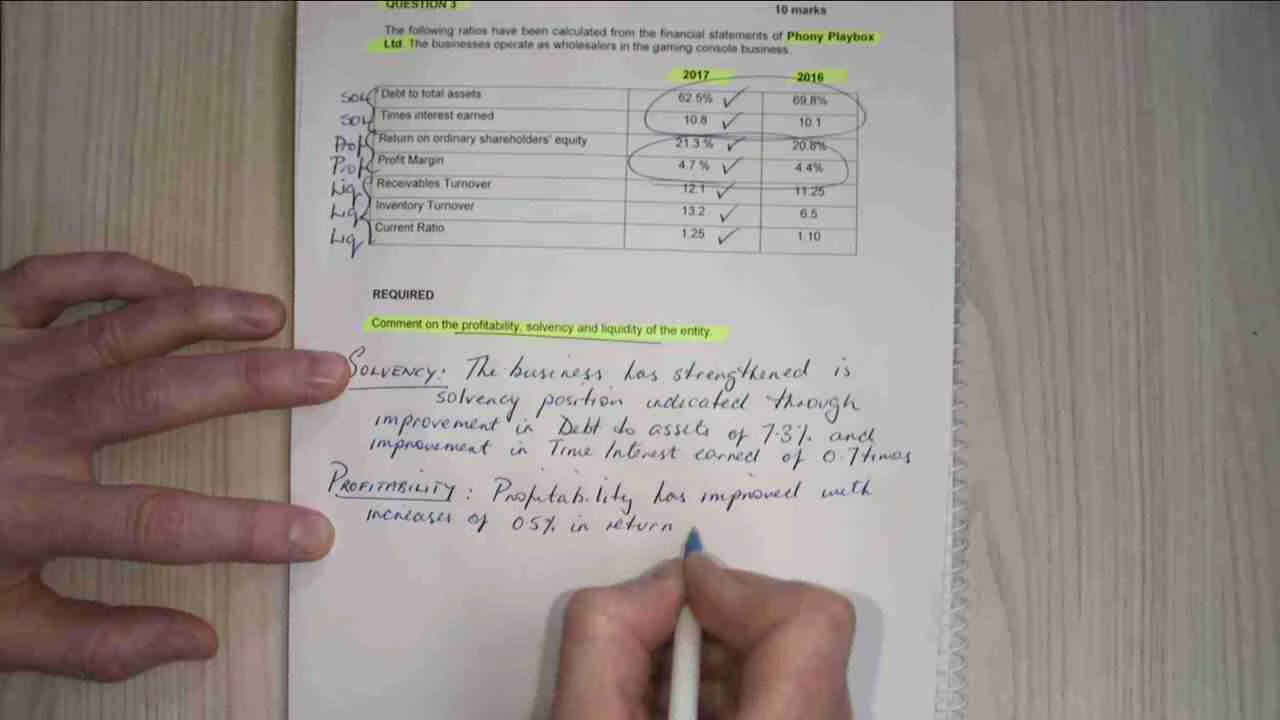 QUESTION 3
10 marks
The following ratios have been calculated from the financial statements of Phony Playbox
Ltd. The businesses operate as wholesalers in the gaming console business.
2017 2016
Solv Debt to total assets 62.5% ✓ 69.8%
Solv Times interest earned 10.8 ✓ 10.1
Prof Return on ordinary shareholders' equity 21.3% ✓ 20.8%
Prof Profit Margin 4.7 % ✓ 4.4%
Liq Receivables Turnover 12.1 ✓ 11.25
Liq Inventory Turnover 13.2 ✓ 6.5
Liq Current Ratio 1.25 ✓ 1.10
REQUIRED
Comment on the profitability, solvency and liquidity of the entity.
SOLVENCY: The business has strengthened is
solvency position indicated through
improvement in Debt to assets of 7.3% and
improvement in Time Interest earned of 0.7 times
PROFITABILITY: Profitability has improved with
increases of 0.5% in return